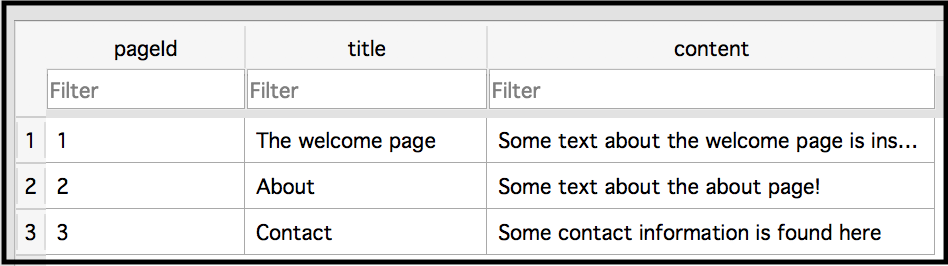 pageId title content
Filter Filter Filter
1 1 The welcome page Some text about the welcome page is ins...
2 2 About Some text about the about page!
3 3 Contact Some contact information is found here